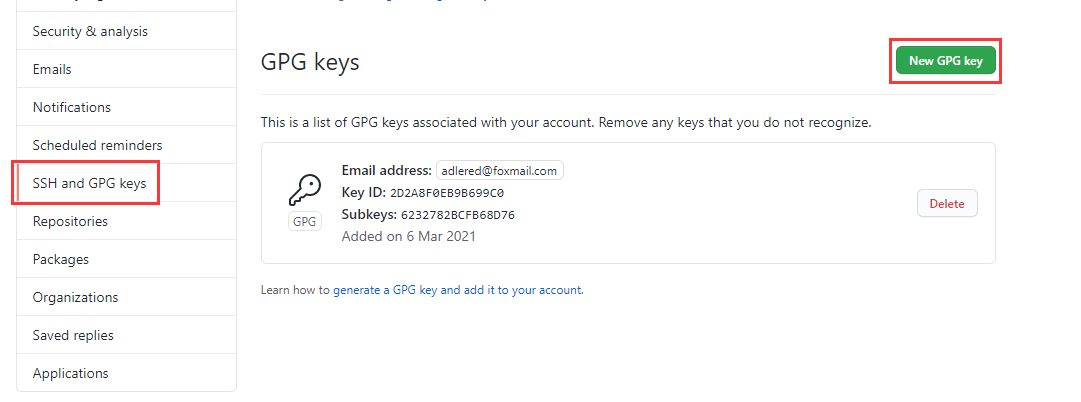 Security & analysis
Emails
Notifications
Scheduled reminders
SSH and GPG keys
Repositories
Packages
Organizations
Saved replies
Applications
GPG keys
New GPG key
This is a list of GPG keys associated with your account. Remove any keys that you do not recognize.
GPG
Email address: adlered@foxmail.com
Key ID: 2D2A8F0EB9B699C0
Subkeys: 6232782BCFB68D76
Added on 6 Mar 2021
Delete
Learn how to generate a GPG key and add it to your account.